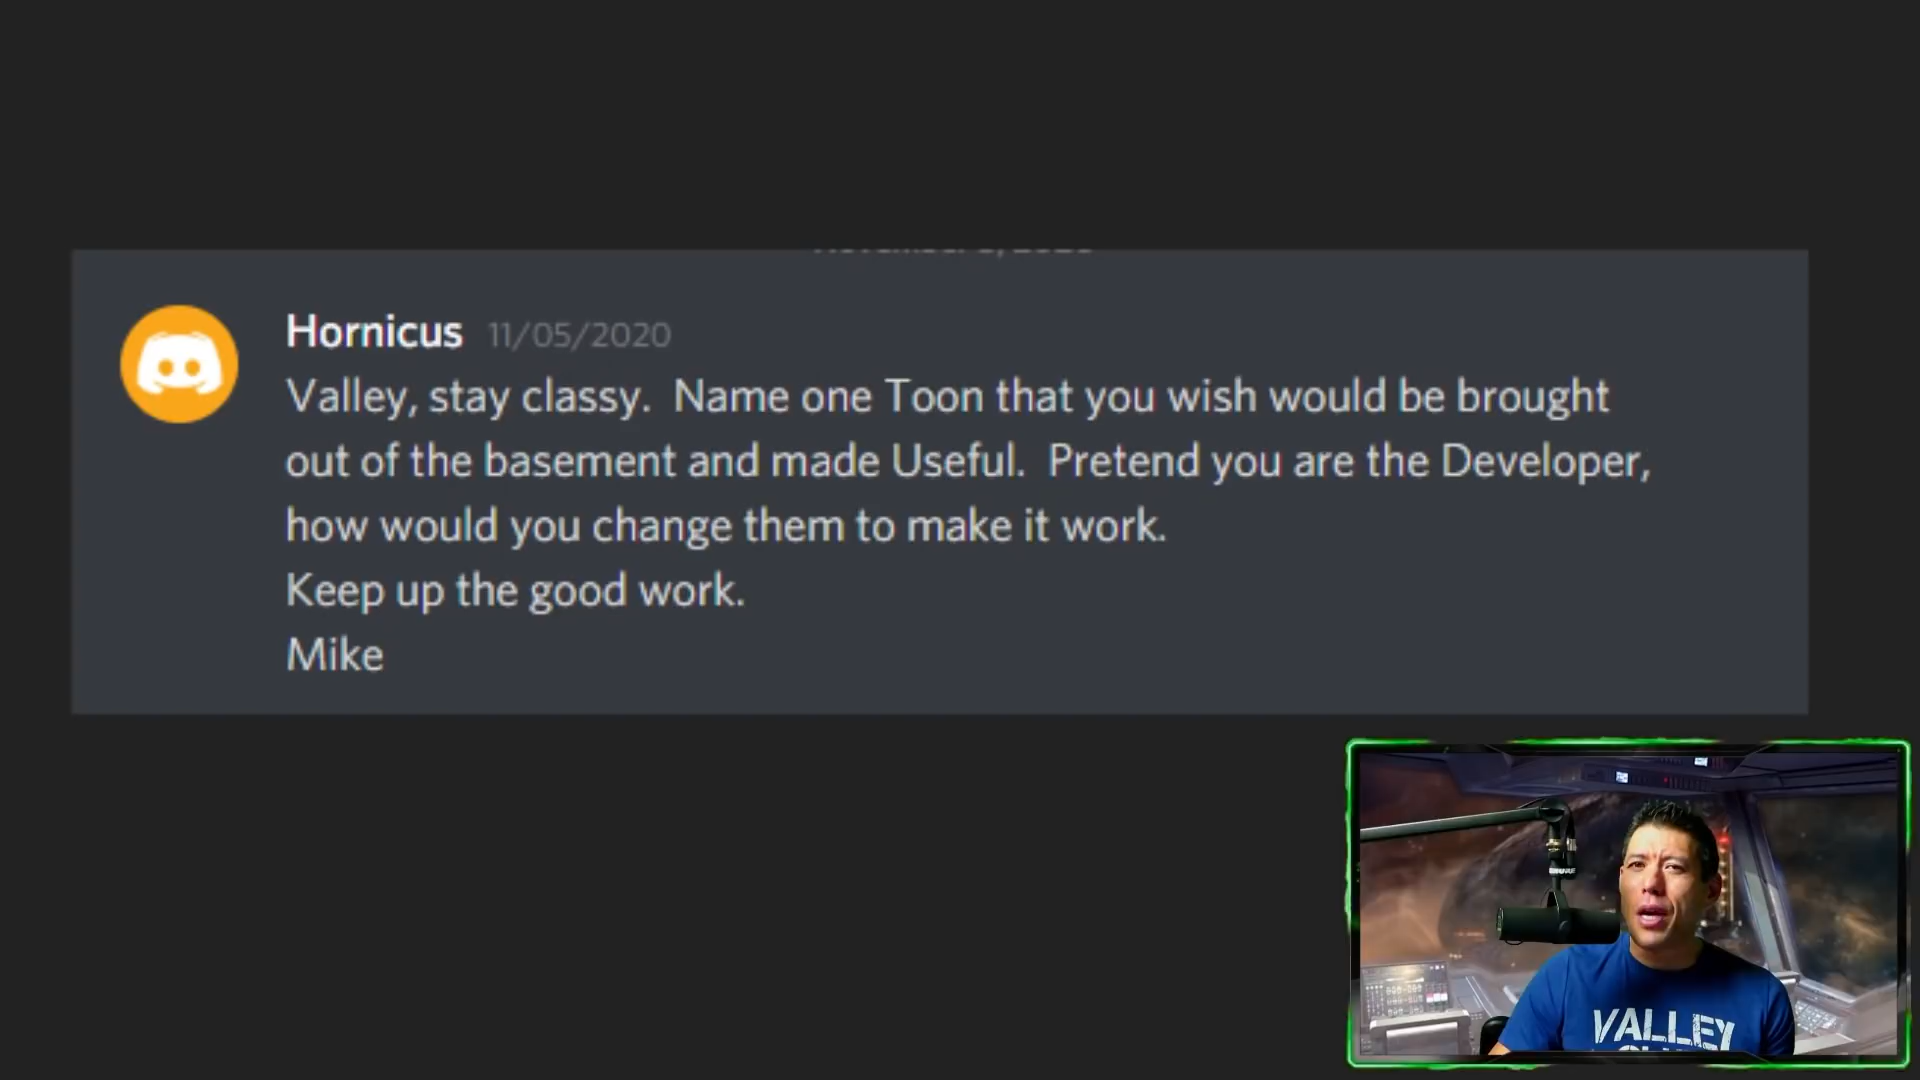 Hornicus 11/05/2020
Valley, stay classy. Name one Toon that you wish would be brought
out of the basement and made Useful. Pretend you are the Developer,
how would you change them to make it work.
Keep up the good work.
Mike
VALLEY